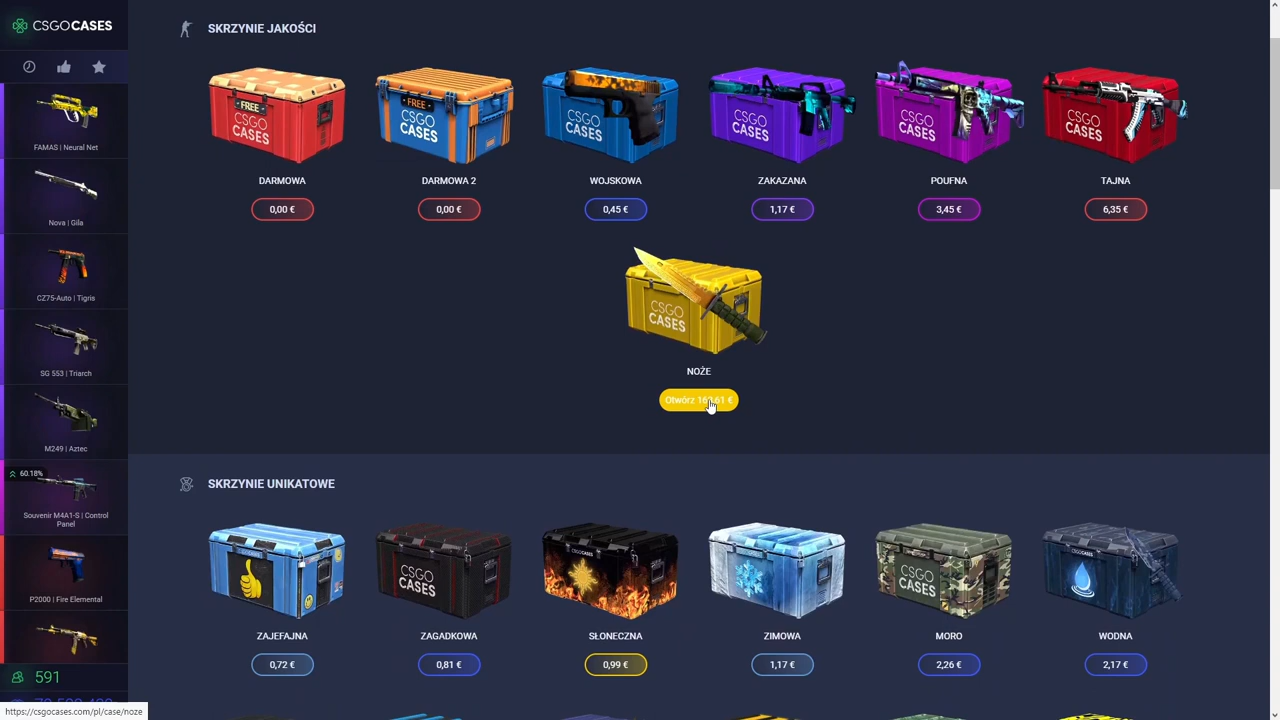 CSGOCASES
SKRZYNIE JAKOŚCI
FREE
CSGO
CASES
FREE
CSGO
CASES
CSGO
CASES
CSGO
CASES
CSGO
CASES
CSGO
CASES
DARMOWA
DARMOWA 2
WOJSKOWA
ZAKAZANA
POUFNA
TAJNA
0,00 €
0,00 €
0,45 €
1,17 €
3,45 €
6,35 €
CSGO
CASES
NOŻE
Otwórz
FAMAS | Neural Net
Nova | Gila
CZ75-Auto | Tigris
SG 553 | Triarch
M249 | Aztec
60.18%
Souvenir M4A1-S | Control
Panel
P2000 | Fire Elemental
591
SKRZYNIE UNIKATOWE
CSGO
CASES
CSGO
CASES
ZAJEFAJNA
ZAGADKOWA
SŁONECZNA
ZIMOWA
MORO
WODNA
0,72 €
0,81 €
0,99 €
1,17 €
2,26 €
2,17 €
https://csgocases.com/pl/case/noze